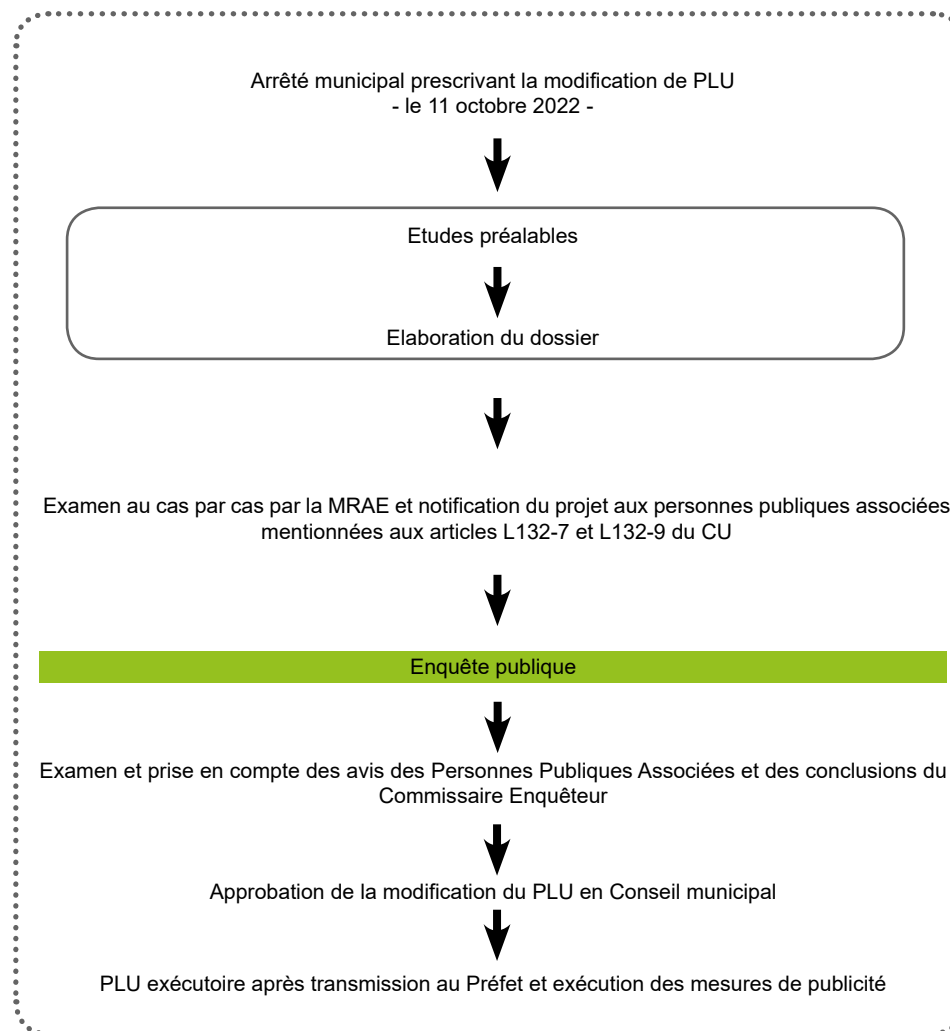 Arrêté municipal prescrivant la modification de PLU
- le 11 octobre 2022 -
Etudes préalables
Elaboration du dossier
Examen au cas par cas par la MRAE et notification du projet aux personnes publiques associées
mentionnées aux articles L132-7 et L132-9 du CU
Enquête publique
Examen et prise en compte des avis des Personnes Publiques Associées et des conclusions du
Commissaire Enquêteur
Approbation de la modification du PLU en Conseil municipal
PLU exécutoire après transmission au Préfet et exécution des mesures de publicité